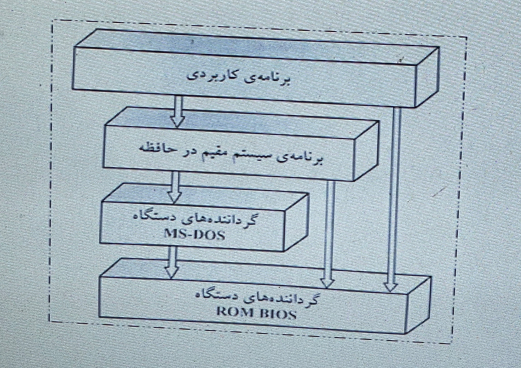 برنامه‌ی کاربردی
برنامه‌ی سیستم مقیم در حافظه
گرداننده‌های دستگاه
MS-DOS
گرداننده‌های دستگاه
ROM BIOS